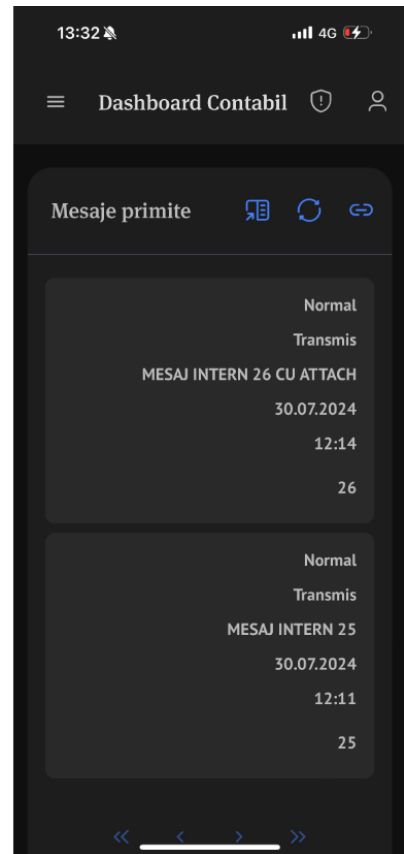 13:32 4G
Dashboard Contabil
Mesaje primite
Normal
Transmis
MESAJ INTERN 26 CU ATTACH
30.07.2024
12:14
26
Normal
Transmis
MESAJ INTERN 25
30.07.2024
12:11
25